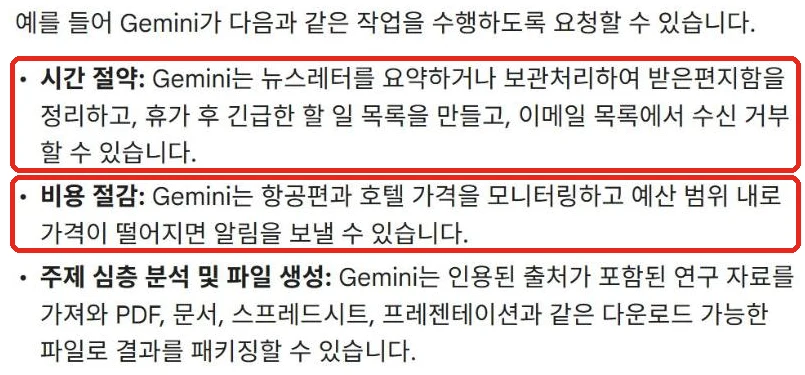 예를 들어 Gemini가 다음과 같은 작업을 수행하도록 요청할 수 있습니다.
• 시간 절약: Gemini는 뉴스레터를 요약하거나 보관처리하여 받은편지함을
정리하고, 휴가 후 긴급한 할 일 목록을 만들고, 이메일 목록에서 수신 거부
할 수 있습니다.
• 비용 절감: Gemini는 항공편과 호텔 가격을 모니터링하고 예산 범위 내로
가격이 떨어지면 알림을 보낼 수 있습니다.
• 주제 심층 분석 및 파일 생성: Gemini는 인용된 출처가 포함된 연구 자료를
가져와 PDF, 문서, 스프레드시트, 프레젠테이션과 같은 다운로드 가능한
파일로 결과를 패키징할 수 있습니다.